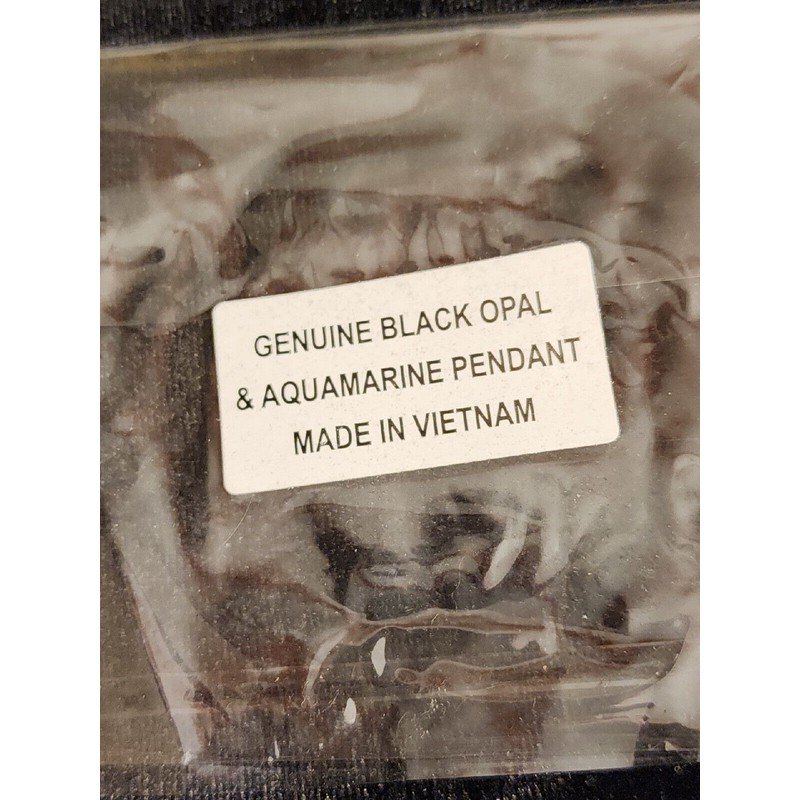 GENUINE BLACK OPAL
& AQUAMARINE PENDANT
MADE IN VIETNAM